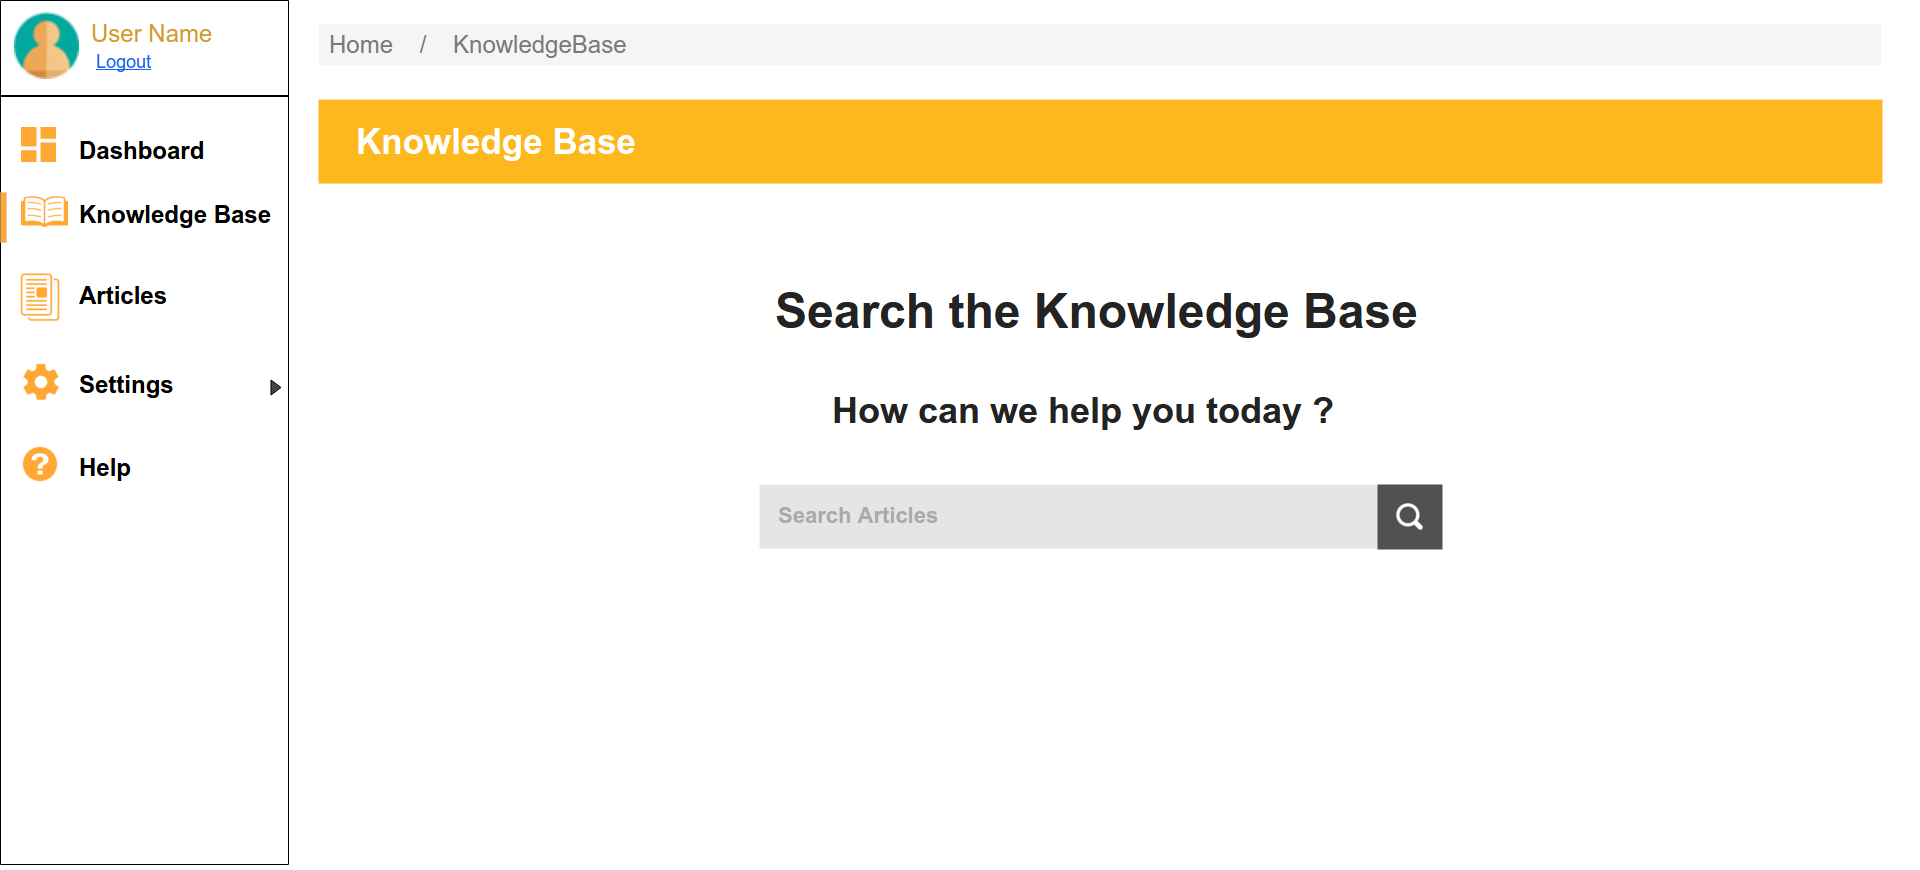 User Name
Logout
Dashboard
Knowledge Base
Articles
Settings
Help
Home / KnowledgeBase
Knowledge Base
Search the Knowledge Base
How can we help you today ?
Search Articles